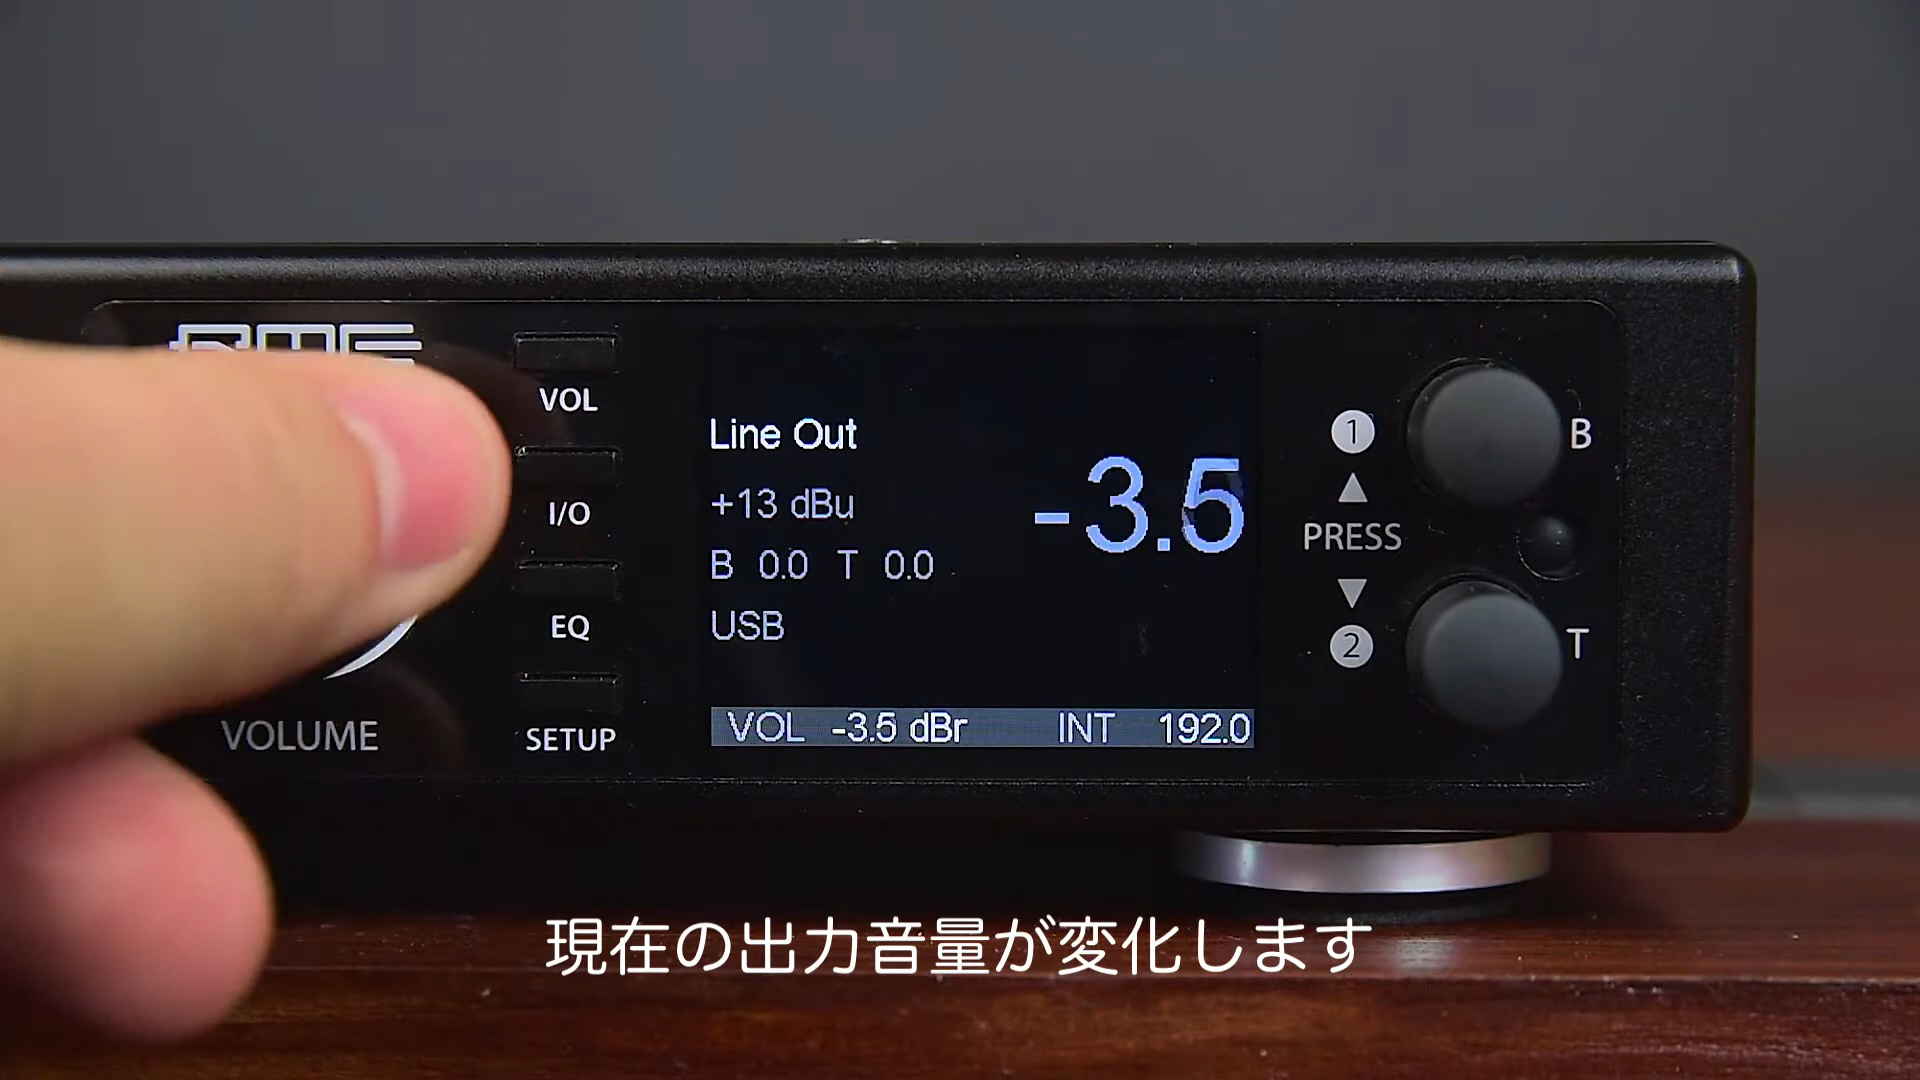 RME
VOL
I/O
EQ
SETUP
VOLUME
Line Out
+13 dBu
-3.5
B 0.0 T 0.0
USB
VOL -3.5 dBr INT 192.0
1
B
PRESS
2
T
現在の出力音量が変化します